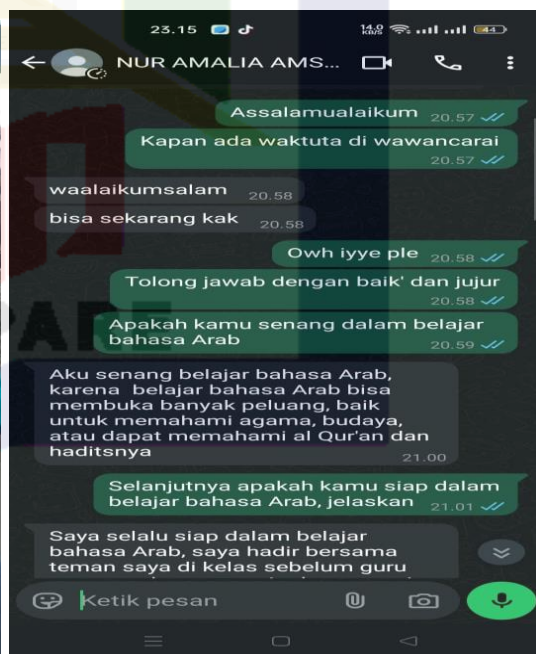 23.15
14.0 KB/S 44
NUR AMALIA AMS...
Assalamualaikum 20.57
Kapan ada waktuta di wawancarai
20.57
waalaikumsalam 20.58
bisa sekarang kak 20.58
Owh iyye ple 20.58
Tolong jawab dengan baik' dan jujur
20.58
Apakah kamu senang dalam belajar
bahasa Arab 20.59
Aku senang belajar bahasa Arab,
karena belajar bahasa Arab bisa
membuka banyak peluang, baik
untuk memahami agama, budaya,
atau dapat memahami al Qur'an dan
haditsnya 21.00
Selanjutnya apakah kamu siap dalam
belajar bahasa Arab, jelaskan 21.01
Saya selalu siap dalam belajar
bahasa Arab, saya hadir bersama
teman saya di kelas sebelum guru
Ketik pesan
PARE